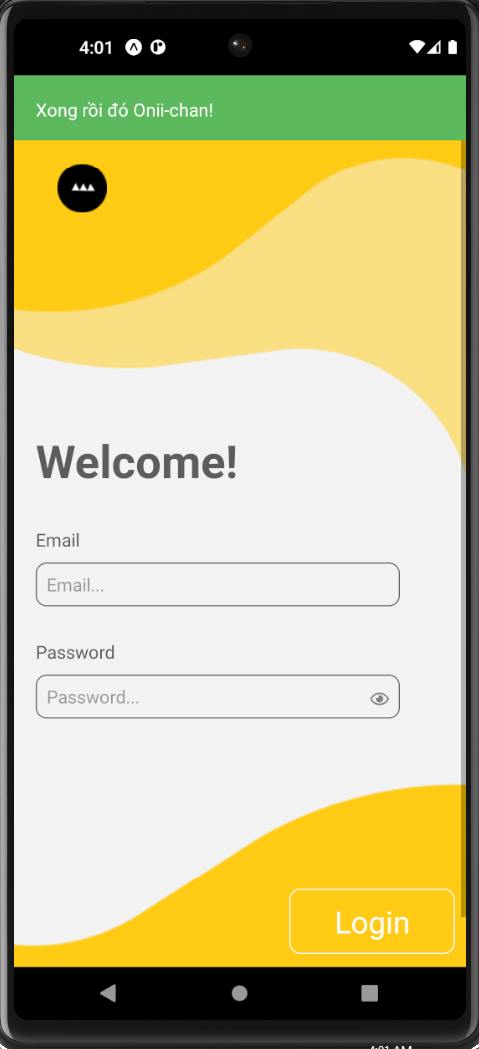 4:01
Xong rồi đó Onii-chan!
Welcome!
Email
Email...
Password
Password...
Login